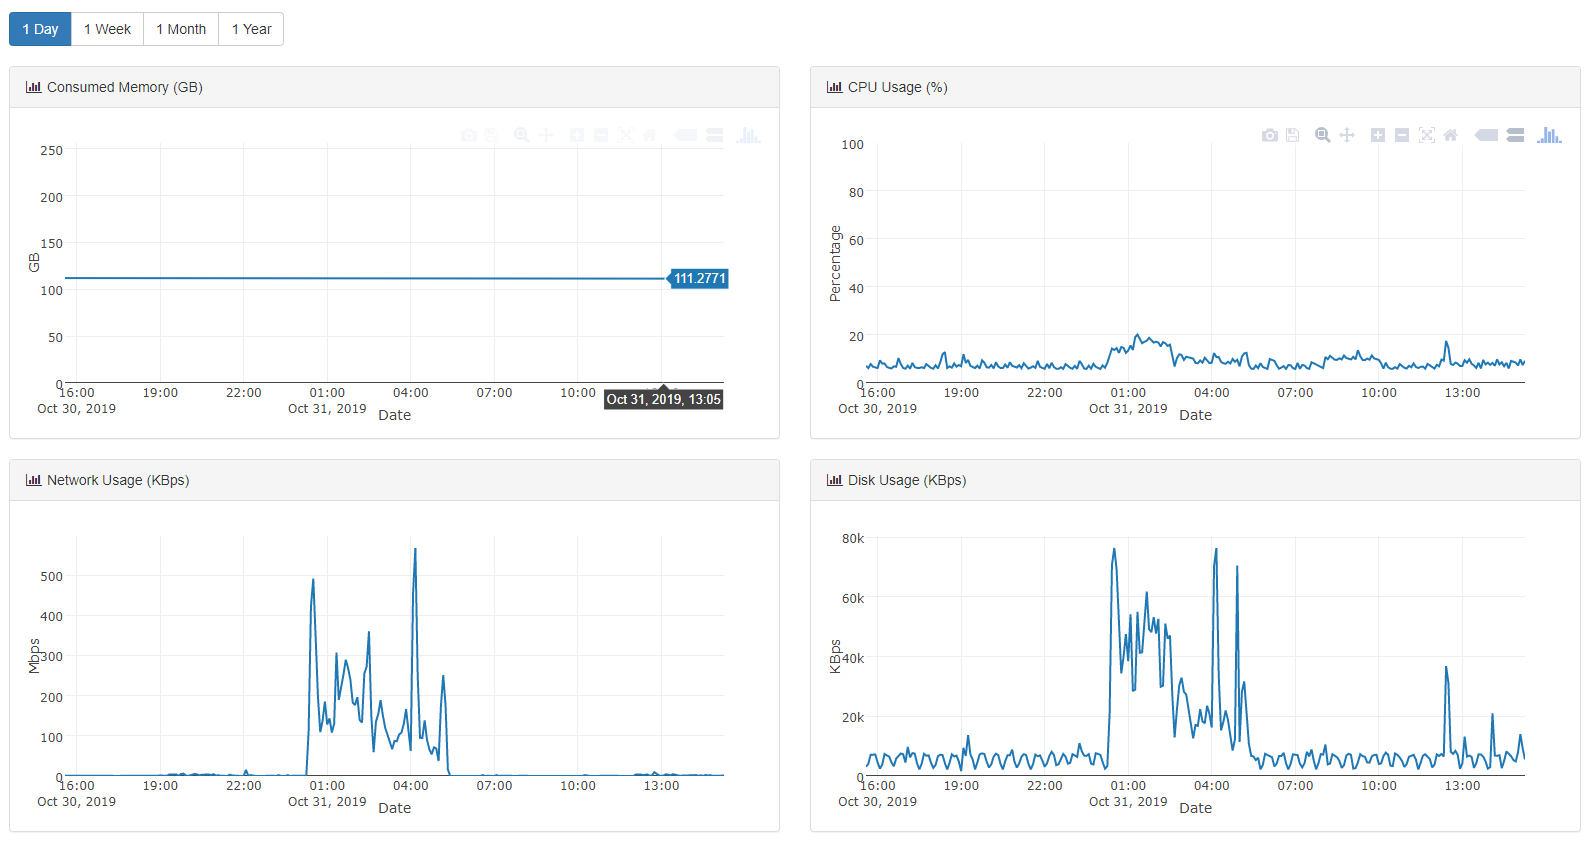 1 Day 1 Week 1 Month 1 Year
Consumed Memory (GB)
250
200
150
100
50
0
GB
111.2771
16:00 19:00 22:00 01:00 04:00 07:00 10:00
Oct 30, 2019 Oct 31, 2019
Oct 31, 2019, 13:05
Date
CPU Usage (%)
100
80
60
40
20
0
Percentage
16:00 19:00 22:00 01:00 04:00 07:00 10:00 13:00
Oct 30, 2019 Oct 31, 2019
Date
Network Usage (KBps)
500
400
300
200
100
0
Mbps
16:00 19:00 22:00 01:00 04:00 07:00 10:00 13:00
Oct 30, 2019 Oct 31, 2019
Date
Disk Usage (KBps)
80k
60k
40k
20k
0
KBps
16:00 19:00 22:00 01:00 04:00 07:00 10:00 13:00
Oct 30, 2019 Oct 31, 2019
Date